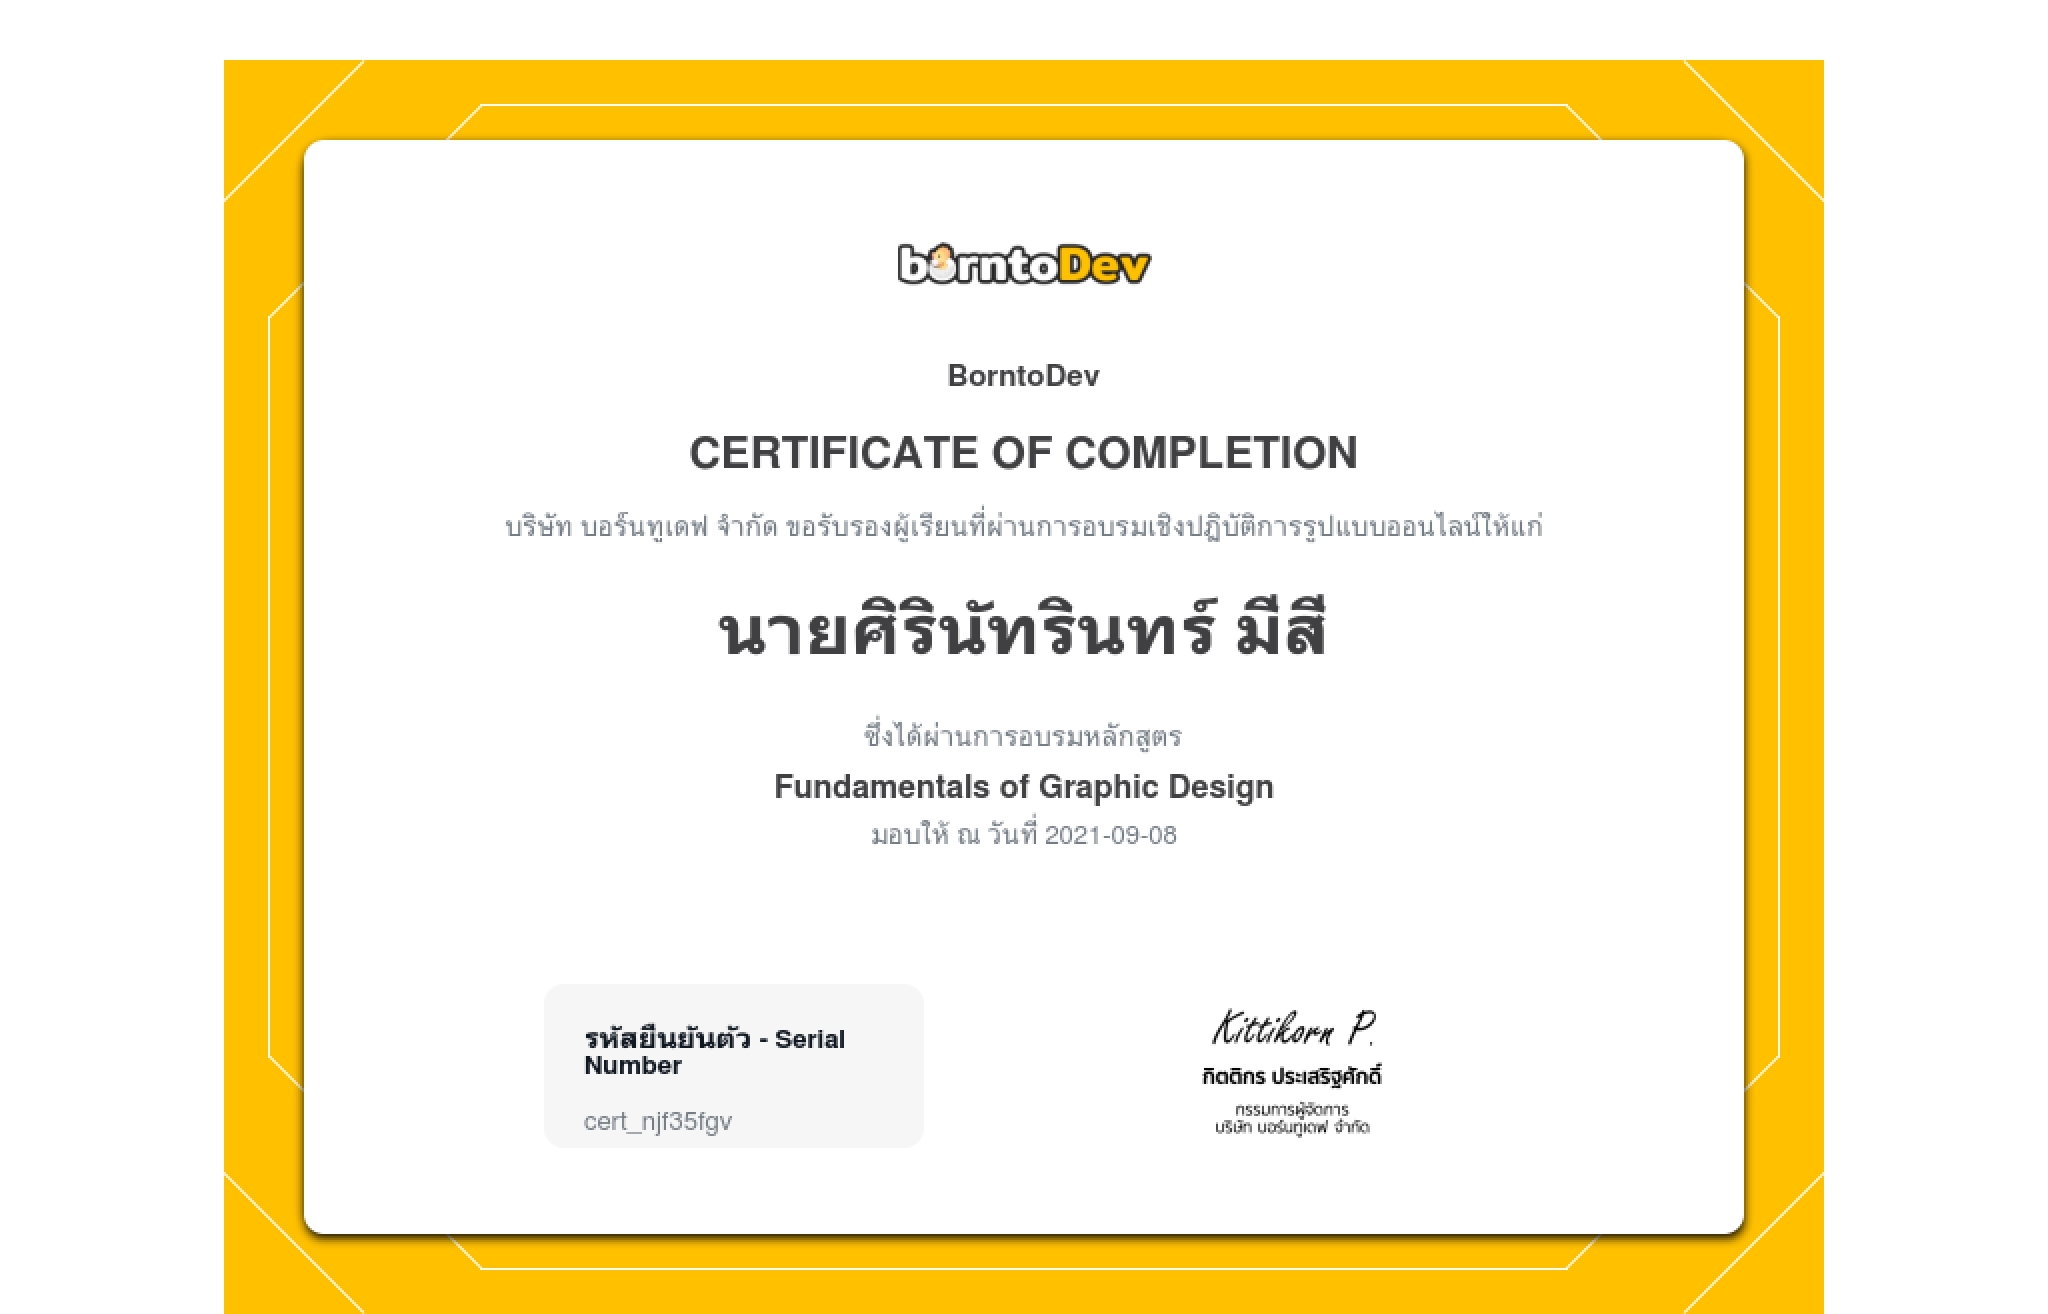 borntoDev
BorntoDev
CERTIFICATE OF COMPLETION
บริษัท บอร์นทูเดฟ จำกัด ขอรับรองผู้เรียนที่ผ่านการอบรมเชิงปฏิบัติการรูปแบบออนไลน์ให้แก่
นายศิรินัทรินทร์ มีสี
ซึ่งได้ผ่านการอบรมหลักสูตร
Fundamentals of Graphic Design
มอบให้ ณ วันที่ 2021-09-08
รหัสยืนยันตัว - Serial
Number
cert_njf35fgv
Kittikorn P.
กิตติกร ประเสริฐศักดิ์
กรรมการผู้จัดการ
บริษัท บอร์นทูเดฟ จำกัด